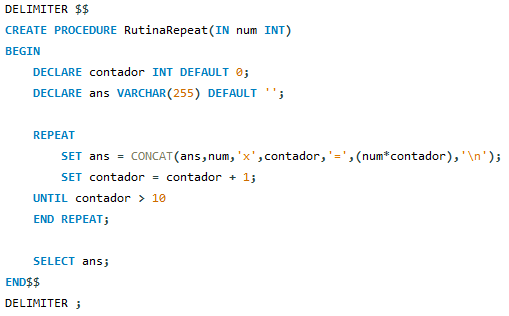 DELIMITER $$
CREATE PROCEDURE RutinaRepeat(IN num INT)
BEGIN
    DECLARE contador INT DEFAULT 0;
    DECLARE ans VARCHAR(255) DEFAULT '';

    REPEAT
        SET ans = CONCAT(ans,num,'x',contador,'=',(num*contador),'\n');
        SET contador = contador + 1;
    UNTIL contador > 10
    END REPEAT;

    SELECT ans;
END$$
DELIMITER ;